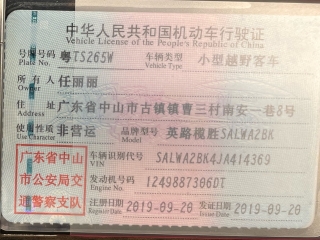 中华人民共和国机动车行驶证
Vehicle License of the People's Republic of China
号牌号码 粤TS265W 车辆类型 小型越野客车
Plate No. Vehicle Type
所有人 任丽丽
Owner
住址 广东省中山市古镇镇曹三村南安一巷8号
Address
使用性质 非营运 品牌型号 英路揽胜SALWA2BK
Use Character Model
广东省中山
市公安局交
通警察支队
车辆识别代号 SALWA2BK4JA414369
VIN
发动机号码 1249887306DT
Engine No.
注册日期 2019-09-20 发证日期 2019-09-20
Register Date Issue Date